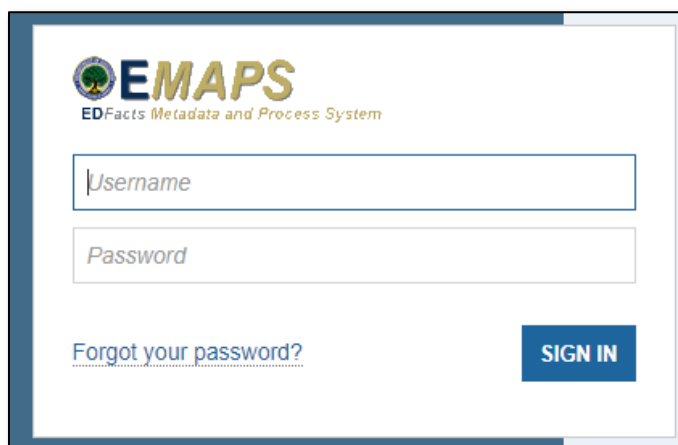 EMAPS
EDFacts Metadata and Process System
Username
Password
Forgot your password?
SIGN IN